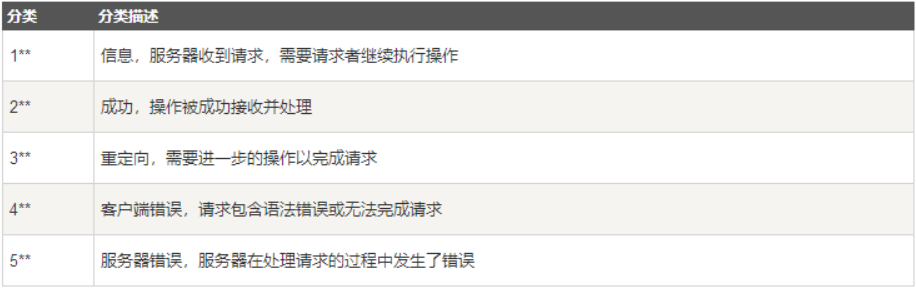 分类 分类描述
1** 信息，服务器收到请求，需要请求者继续执行操作
2** 成功，操作被成功接收并处理
3** 重定向，需要进一步的操作以完成请求
4** 客户端错误，请求包含语法错误或无法完成请求
5** 服务器错误，服务器在处理请求的过程中发生了错误